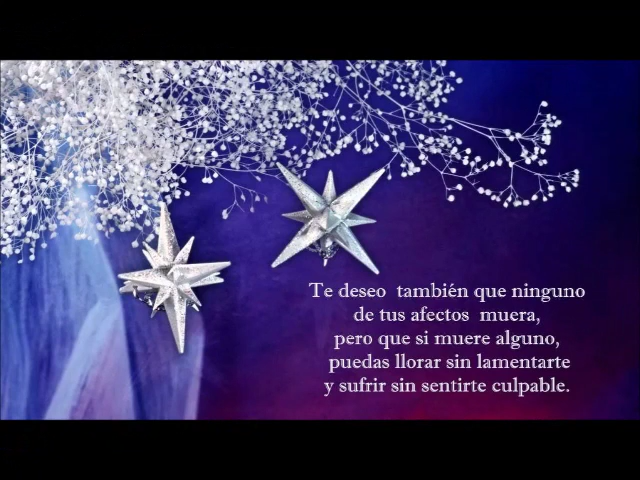 Te deseo también que ninguno
de tus afectos muera,
pero que si muere alguno,
puedas llorar sin lamentarte
y sufrir sin sentirte culpable.